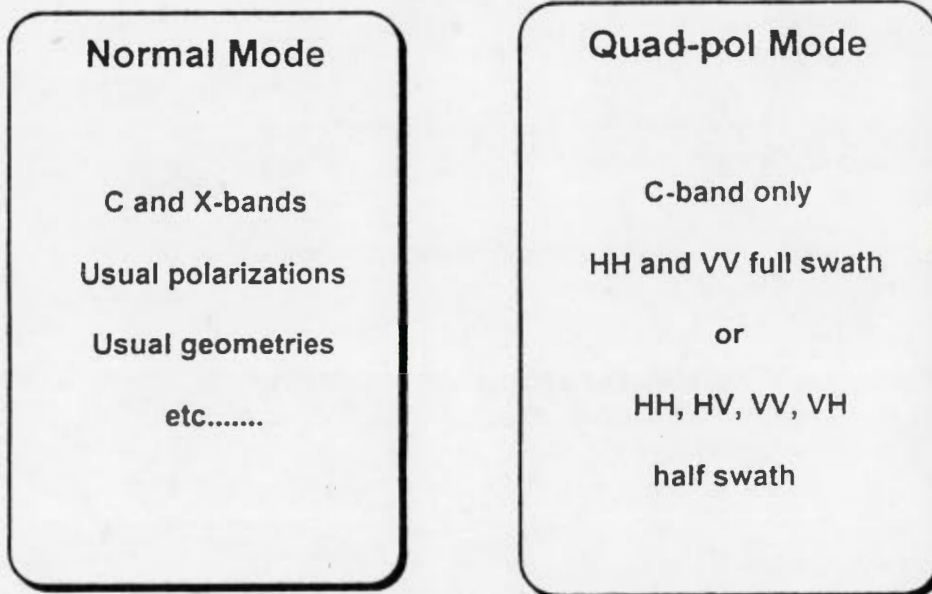 Normal Mode
C and X-bands
Usual polarizations
Usual geometries
etc.......
Quad-pol Mode
C-band only
HH and VV full swath
or
HH, HV, VV, VH
half swath